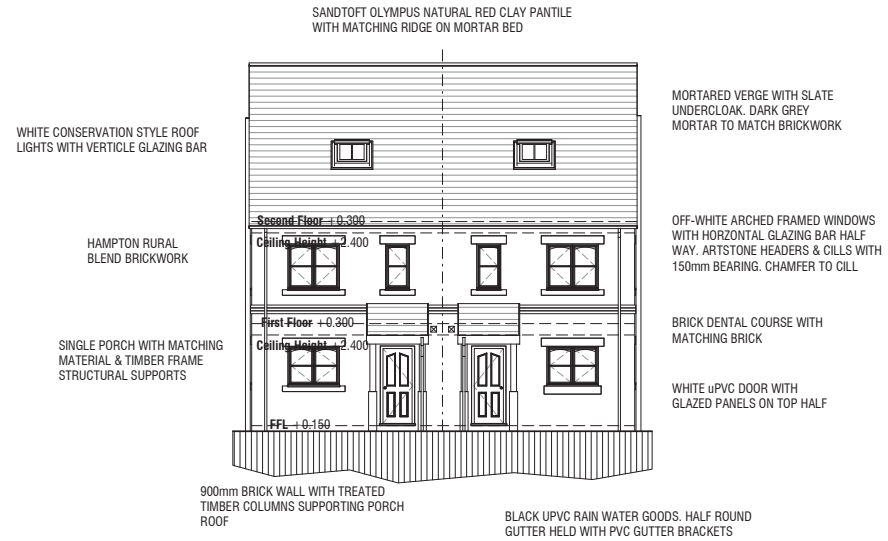 SANDTOFT OLYMPUS NATURAL RED CLAY PANTILE
WITH MATCHING RIDGE ON MORTAR BED
MORTARED VERGE WITH SLATE
UNDERCLOAK. DARK GREY
MORTAR TO MATCH BRICKWORK
WHITE CONSERVATION STYLE ROOF
LIGHTS WITH VERTICLE GLAZING BAR
Second Floor +0.300
Ceiling Height +2.400
OFF-WHITE ARCHED FRAMED WINDOWS
WITH HORZONTAL GLAZING BAR HALF
WAY. ARTSTONE HEADERS & CILLS WITH
150mm BEARING. CHAMFER TO CILL
HAMPTON RURAL
BLEND BRICKWORK
First Floor +0.300
Ceiling Height +2.400
BRICK DENTAL COURSE WITH
MATCHING BRICK
SINGLE PORCH WITH MATCHING
MATERIAL & TIMBER FRAME
STRUCTURAL SUPPORTS
WHITE uPVC DOOR WITH
GLAZED PANELS ON TOP HALF
FFL +0.150
900mm BRICK WALL WITH TREATED
TIMBER COLUMNS SUPPORTING PORCH
ROOF
BLACK UPVC RAIN WATER GOODS. HALF ROUND
GUTTER HELD WITH PVC GUTTER BRACKETS